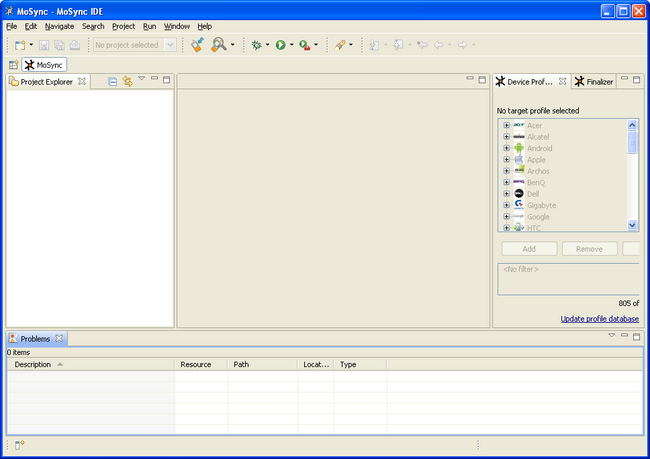 MoSync - MoSync IDE
File Edit Navigate Search Project Run Window Help
No project selected
MoSync
Project Explorer
Device Prof...
Finalizer
No target profile selected
Acer
Alcatel
Android
Apple
Archos
BenQ
Dell
Gigabyte
Google
HTC
Add Remove
<No filter>
805 of
Update profile database
Problems
0 items
Description Resource Path Locat... Type